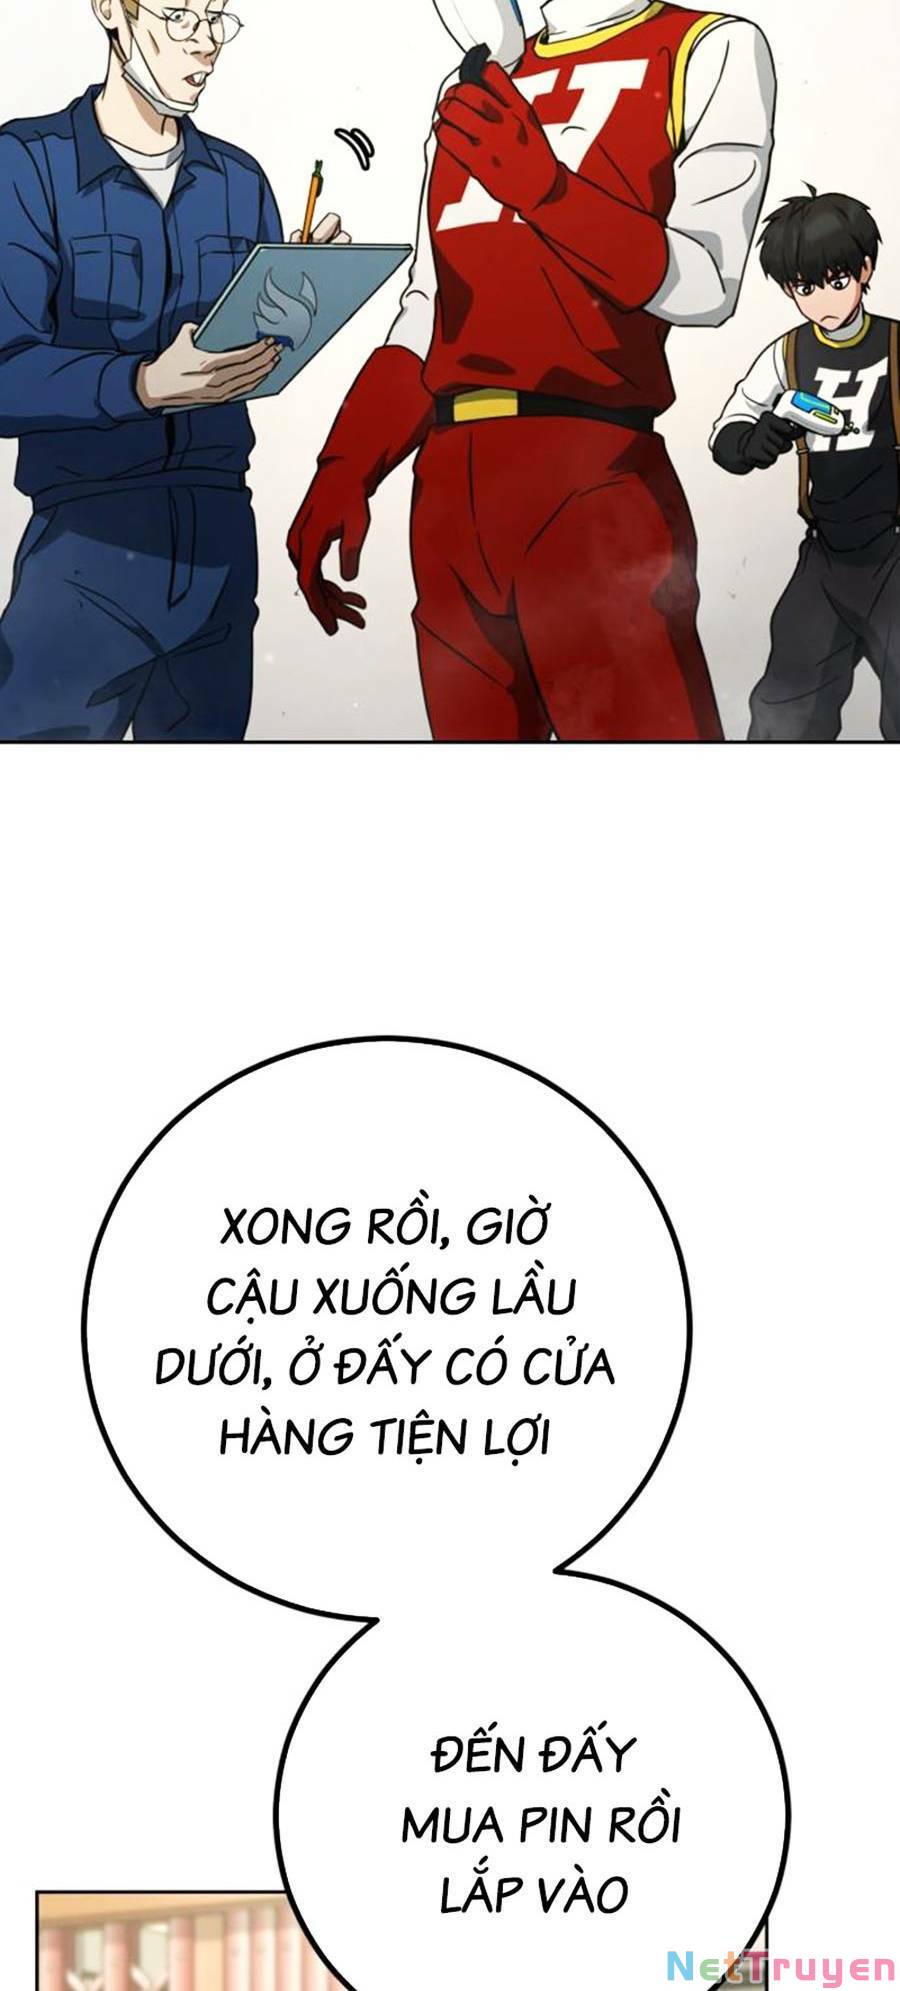 H
H
XONG RỒI, GIỜ
CẬU XUỐNG LẦU
DƯỚI, Ở ĐẤY CÓ CỬA
HÀNG TIỆN LỢI
ĐẾN ĐẤY
MUA PIN RỒI
LẮP VÀO
NetTruyen